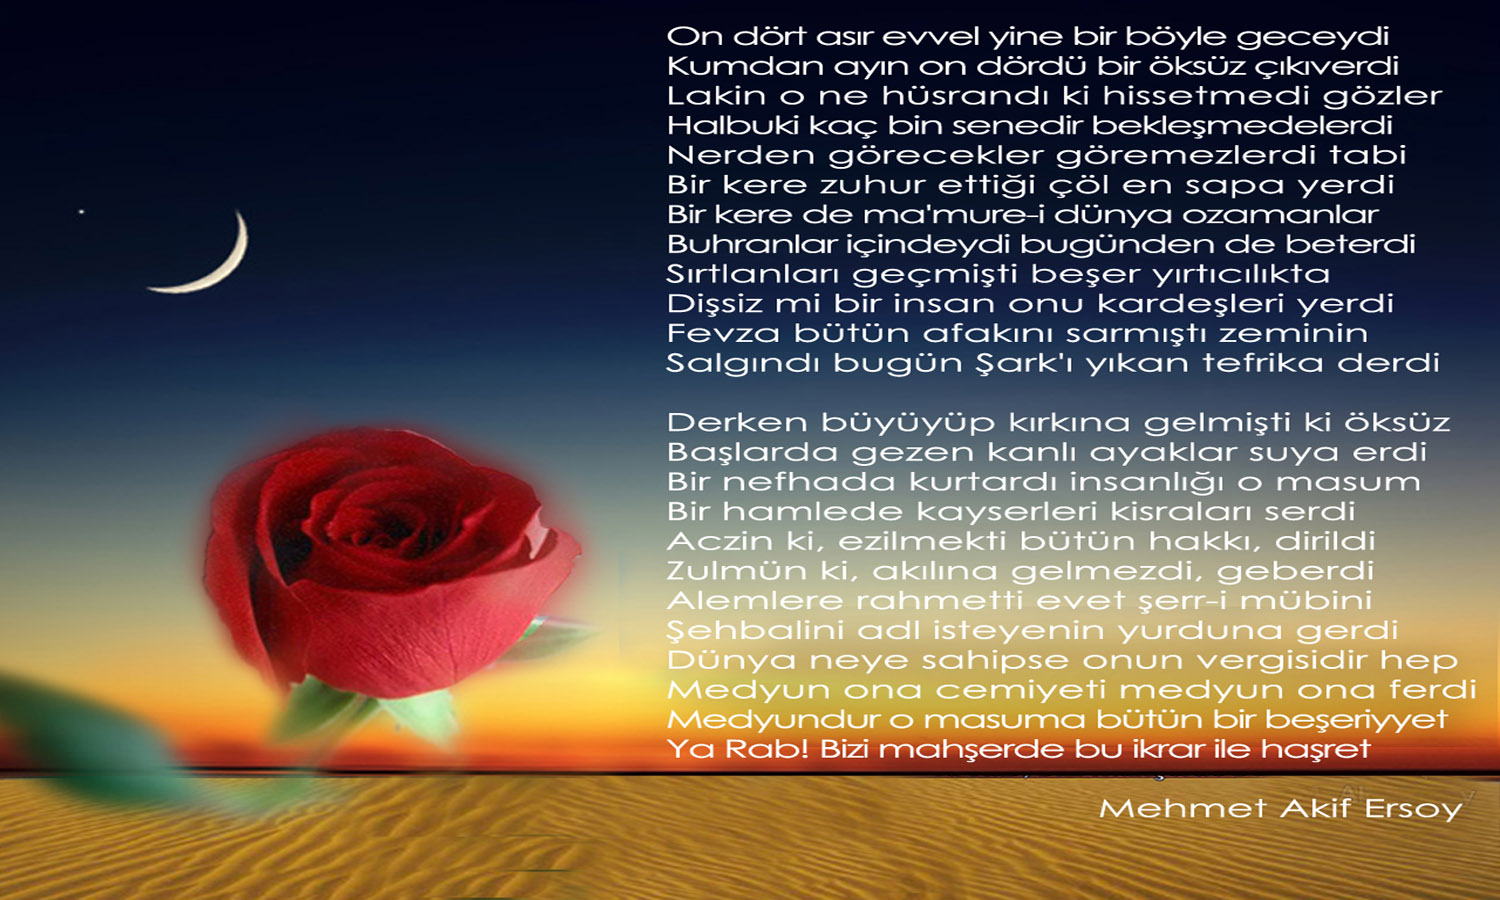 On dört asır evvel yine bir böyle geceydi
Kumdan ayın on dördü bir öksüz çıkıverdi
Lakin o ne hüsrandı ki hissetmedi gözler
Halbuki kaç bin senedir bekleşmedelerdi
Nerden görecekler göremezlerdi tabi
Bir kere zuhur ettiği çöl en sapa yerdi
Bir kere de ma'mure-i dünya ozamanlar
Buhranlar içindeydi bugünden de beterdi
Sırtlanları geçmişti beşer yırtıcılıkta
Dişsiz mi bir insan onu kardeşleri yerdi
Fevza bütün afakını sarmıştı zeminin
Salgındı bugün Şark'ı yıkan tefrika derdi
Derken büyüyüp kırkına gelmişti ki öksüz
Başlarda gezen kanlı ayaklar suya erdi
Bir nefhada kurtardı insanlığı o masum
Bir hamlede kayserleri kisraları serdi
Aczin ki, ezilmekti bütün hakkı, dirildi
Zulmün ki, akılına gelmezdi, geberdi
Alemlere rahmetti evet şerr-i mübini
Şehbalini adl isteyenin yurduna gerdi
Dünya neye sahipse onun vergisidir hep
Medyun ona cemiyeti medyun ona ferdi
Medyundur o masuma bütün bir beşeriyyet
Ya Rab! Bizi mahşerde bu ikrar ile haşret
Mehmet Akif Ersoy